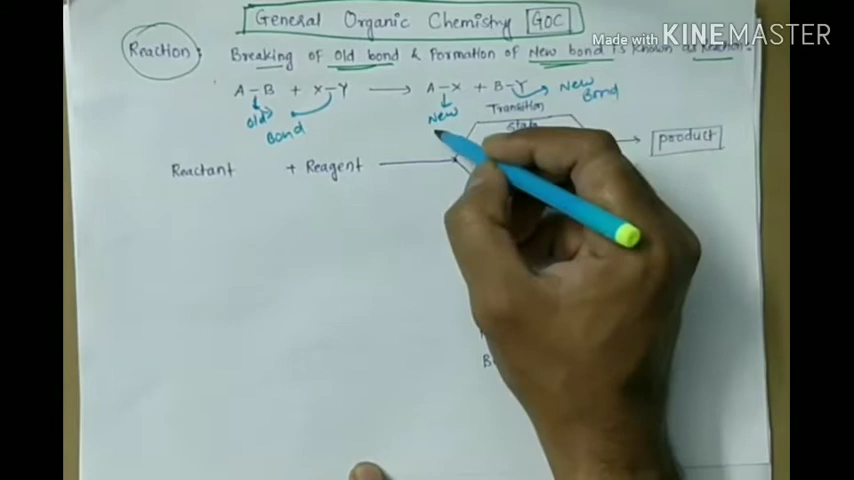 General Organic Chemistry GOC
Made with KINEMASTER
Reaction: Breaking of Old bond & Formation of New bond is known as Reaction.
A-B + X-Y → A-X + B-Y New Bond
Old Bond New
Transition
state
Reactant + Reagent → product